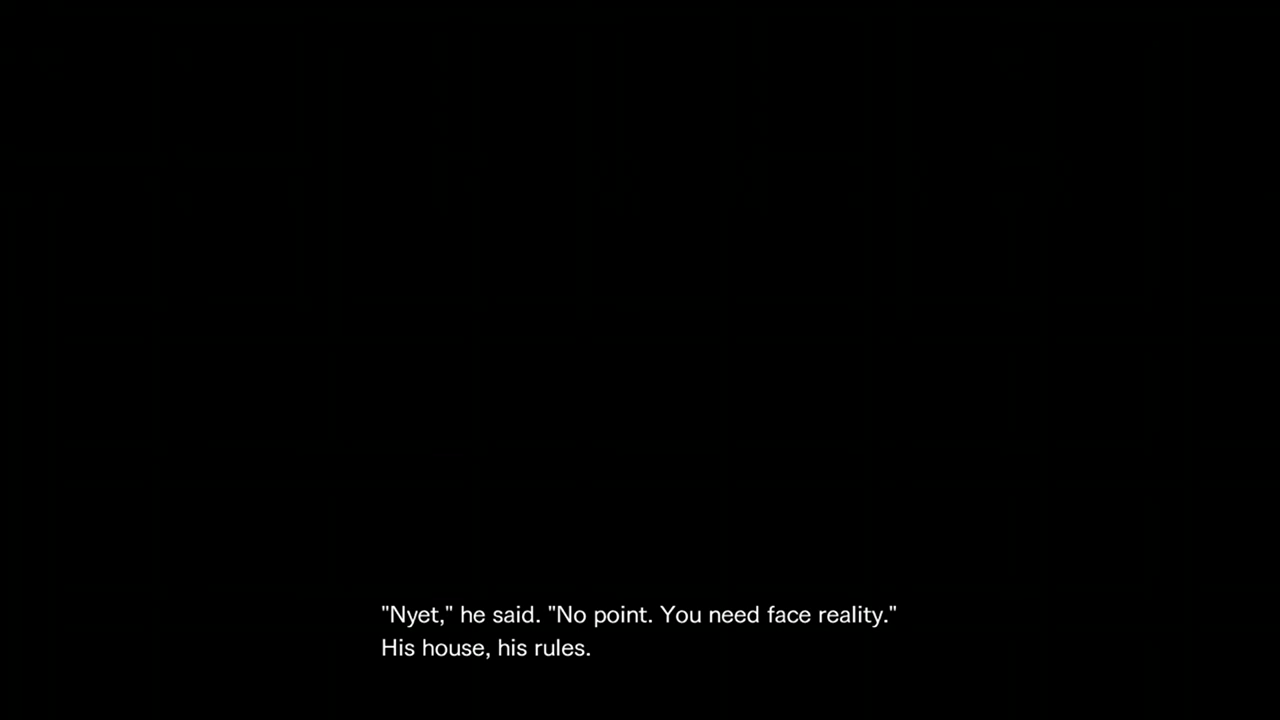 "Nyet," he said. "No point. You need face reality."
His house, his rules.